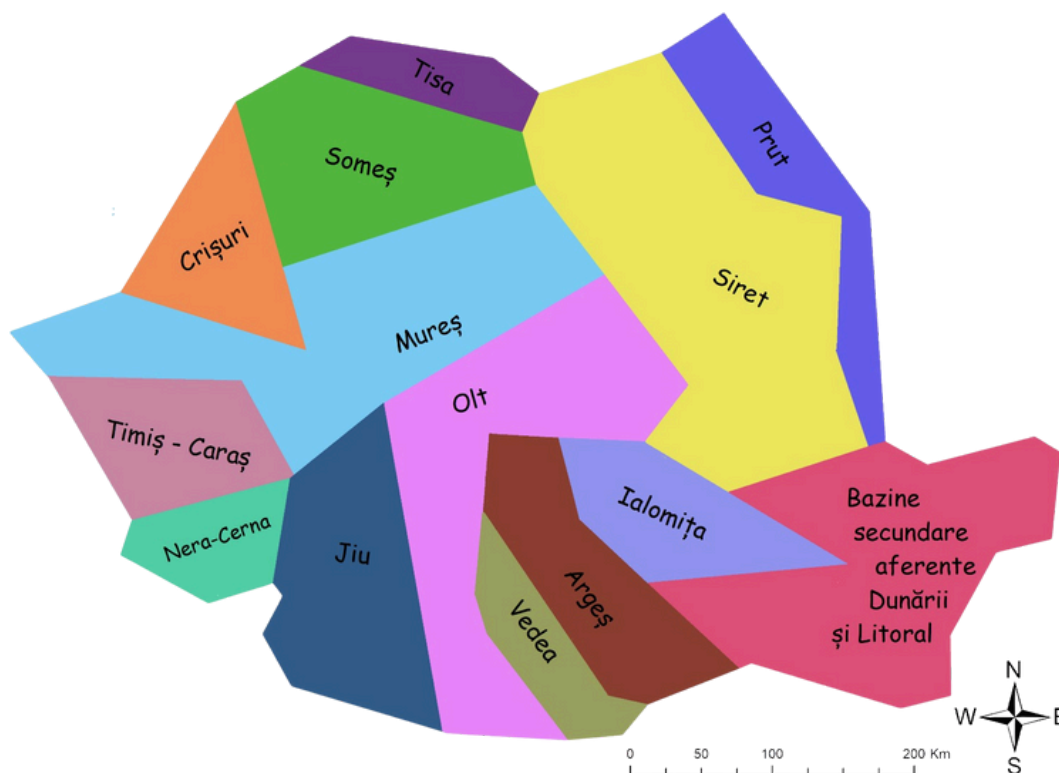 Tisa
Someș
Prut
Crișuri
Siret
Mureș
Olt
Timiș - Caraș
Ialomița
Bazine
secundare
aferente
Dunării
și Litoral
Nera-Cerna
Jiu
Argeș
Vedea
N
W
E
S
0 50 100 200 Km